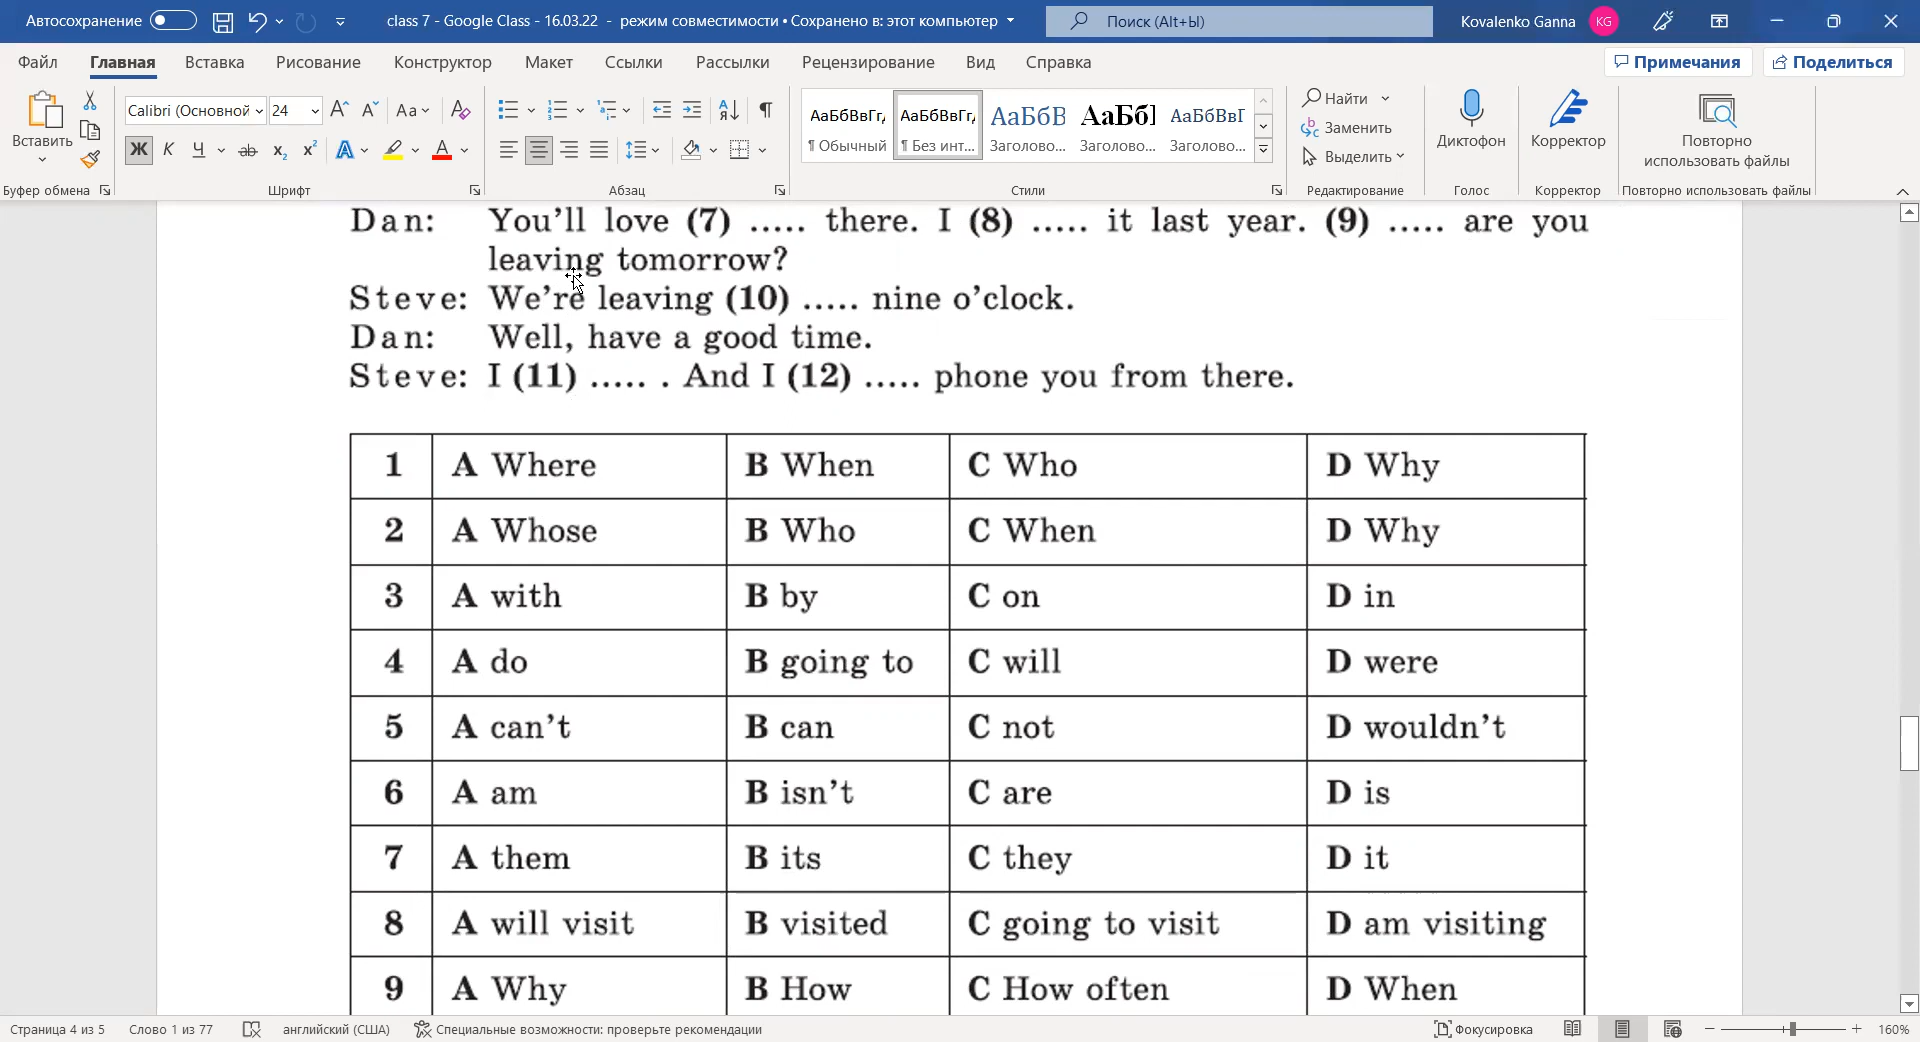 Автосохранение class 7 - Google Class - 16.03.22 - режим совместимости • Сохранено в: этот компьютер Поиск (Alt+Ы) Kovalenko Ganna KG
Файл Главная Вставка Рисование Конструктор Макет Ссылки Рассылки Рецензирование Вид Справка Примечания Поделиться
Вставить
Calibri (Основной 24 Aa
Ж К Ч ab x₂ x² A A
АаБбВвГг, АаБбВвГг, АаБбВ АаБб АаБбВвГ
¶ Обычный ¶ Без инт... Заголово... Заголово... Заголово...
Найти
Заменить
Выделить
Диктофон
Корректор
Повторно
использовать файлы
Буфер обмена Шрифт Абзац Стили Редактирование Голос Корректор Повторно использовать файлы
Dan: You’ll love (7) ..... there. I (8) ..... it last year. (9) ..... are you
leaving tomorrow?
Steve: We’re leaving (10) ..... nine o’clock.
Dan: Well, have a good time.
Steve: I (11) ..... . And I (12) ..... phone you from there.
1 A Where B When C Who D Why
2 A Whose B Who C When D Why
3 A with B by C on D in
4 A do B going to C will D were
5 A can’t B can C not D wouldn’t
6 A am B isn’t C are D is
7 A them B its C they D it
8 A will visit B visited C going to visit D am visiting
9 A Why B How C How often D When
Страница 4 из 5 Слово 1 из 77 английский (США) Специальные возможности: проверьте рекомендации Фокусировка 160%